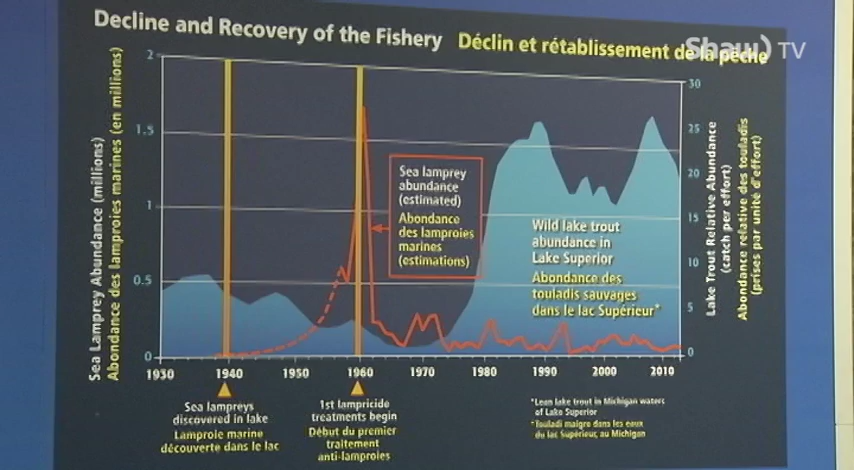 Decline and Recovery of the Fishery Déclin et rétablissement de la pêche
Shaw) TV
Sea Lamprey Abundance (millions)
Abondance des lamproies marines (en millions)
2
1.5
1
0.5
0
30
25
20
15
10
5
0
Lake Trout Relative Abundance
(catch per effort)
Abondance relative des touladis
(prises par unité d'effort)
Sea lamprey
abundance
(estimated)
Abondance
des lamproies
marines
(estimations)
Wild lake trout
abundance in
Lake Superior
Abondance des
touladis sauvages
dans le lac Supérieur*
1930 1940 1950 1960 1970 1980 1990 2000 2010
Sea lampreys
discovered in lake
Lamproie marine
découverte dans le lac
1st lampricide
treatments begin
Début du premier
traitement
anti-lamproies
*Lean lake trout in Michigan waters
of Lake Superior
*Touladi maigre dans les eaux
du lac Supérieur, au Michigan